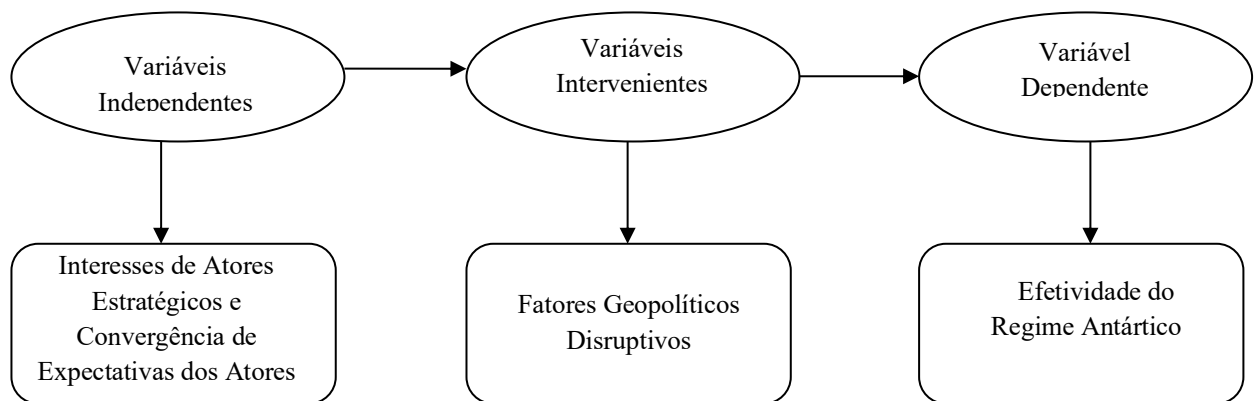 Variáveis
Independentes
Variáveis
Intervenientes
Variável
Dependente
Interesses de Atores
Estratégicos e
Convergência de
Expectativas dos Atores
Fatores Geopolíticos
Disruptivos
Efetividade do
Regime Antártico